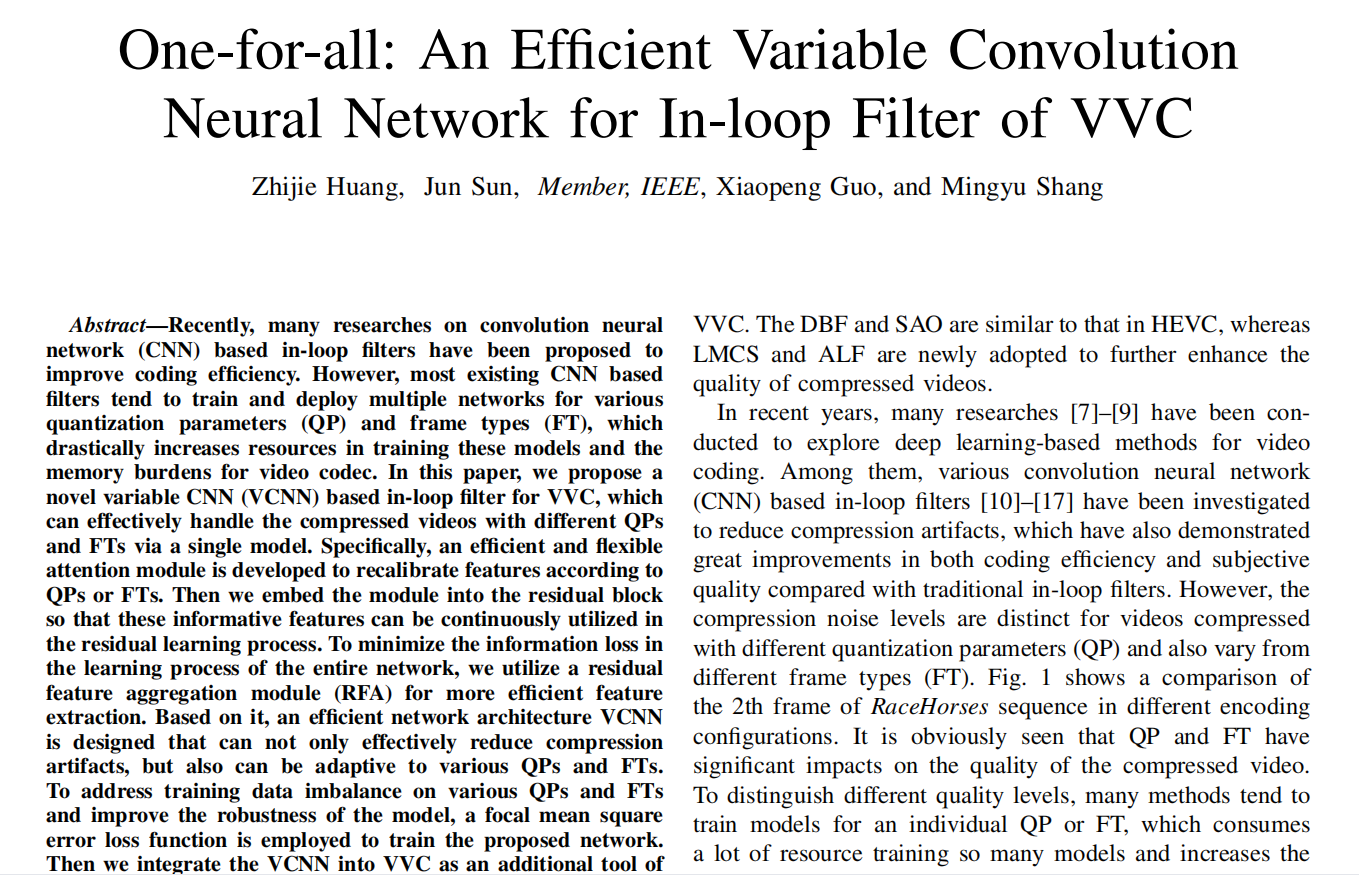 One-for-all: An Efficient Variable Convolution
Neural Network for In-loop Filter of VVC
Zhijie Huang, Jun Sun, Member, IEEE, Xiaopeng Guo, and Mingyu Shang
Abstract—Recently, many researches on convolution neural
network (CNN) based in-loop filters have been proposed to
improve coding efficiency. However, most existing CNN based
filters tend to train and deploy multiple networks for various
quantization parameters (QP) and frame types (FT), which
drastically increases resources in training these models and the
memory burdens for video codec. In this paper, we propose a
novel variable CNN (VCNN) based in-loop filter for VVC, which
can effectively handle the compressed videos with different QPs
and FTs via a single model. Specifically, an efficient and flexible
attention module is developed to recalibrate features according to
QPs or FTs. Then we embed the module into the residual block
so that these informative features can be continuously utilized in
the residual learning process. To minimize the information loss in
the learning process of the entire network, we utilize a residual
feature aggregation module (RFA) for more efficient feature
extraction. Based on it, an efficient network architecture VCNN
is designed that can not only effectively reduce compression
artifacts, but also can be adaptive to various QPs and FTs.
To address training data imbalance on various QPs and FTs
and improve the robustness of the model, a focal mean square
error loss function is employed to train the proposed network.
Then we integrate the VCNN into VVC as an additional tool of
VVC. The DBF and SAO are similar to that in HEVC, whereas
LMCS and ALF are newly adopted to further enhance the
quality of compressed videos.
In recent years, many researches [7]–[9] have been con-
ducted to explore deep learning-based methods for video
coding. Among them, various convolution neural network
(CNN) based in-loop filters [10]–[17] have been investigated
to reduce compression artifacts, which have also demonstrated
great improvements in both coding efficiency and subjective
quality compared with traditional in-loop filters. However, the
compression noise levels are distinct for videos compressed
with different quantization parameters (QP) and also vary from
different frame types (FT). Fig. 1 shows a comparison of
the 2th frame of RaceHorses sequence in different encoding
configurations. It is obviously seen that QP and FT have
significant impacts on the quality of the compressed video.
To distinguish different quality levels, many methods tend to
train models for an individual QP or FT, which consumes
a lot of resource training so many models and increases the